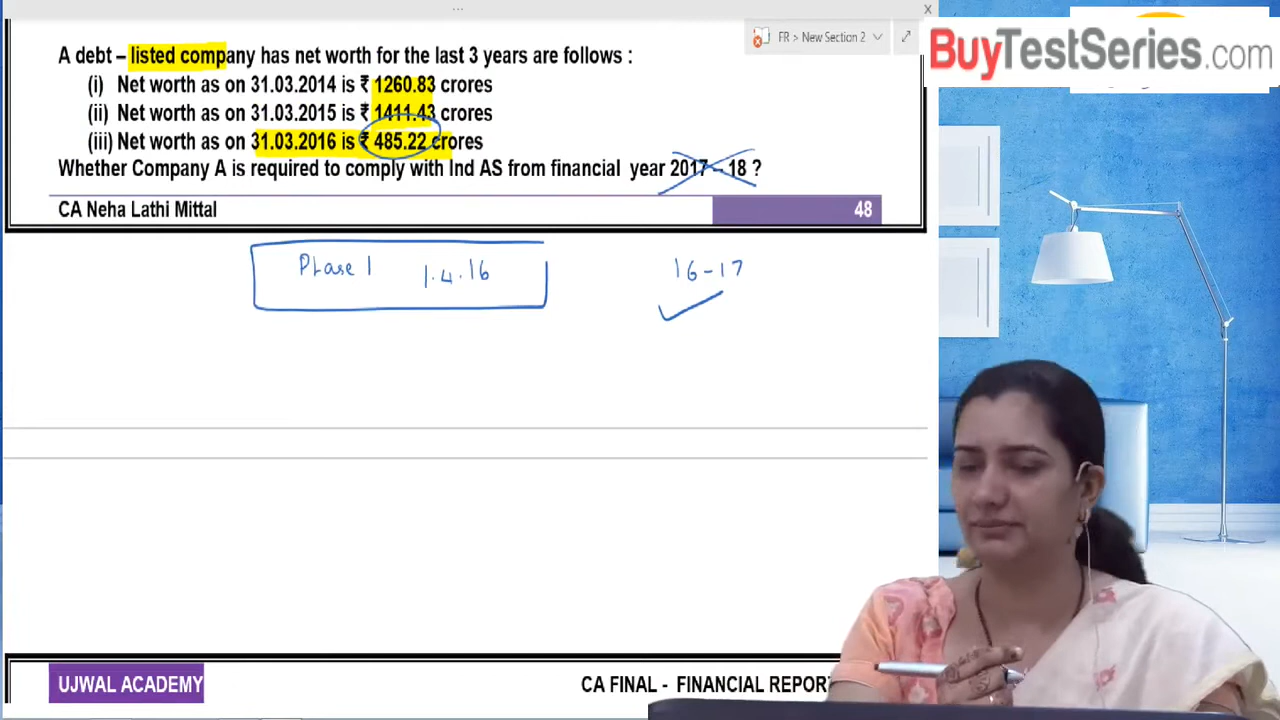 FR > New Section 2
BuyTestSeries.com
A debt – listed company has net worth for the last 3 years are follows :
(i) Net worth as on 31.03.2014 is ₹ 1260.83 crores
(ii) Net worth as on 31.03.2015 is ₹ 1411.43 crores
(iii) Net worth as on 31.03.2016 is ₹ 485.22 crores
Whether Company A is required to comply with Ind AS from financial year 2017 – 18 ?
CA Neha Lathi Mittal 48
Phase 1 1.4.16 16-17
UJWAL ACADEMY CA FINAL - FINANCIAL REPOR